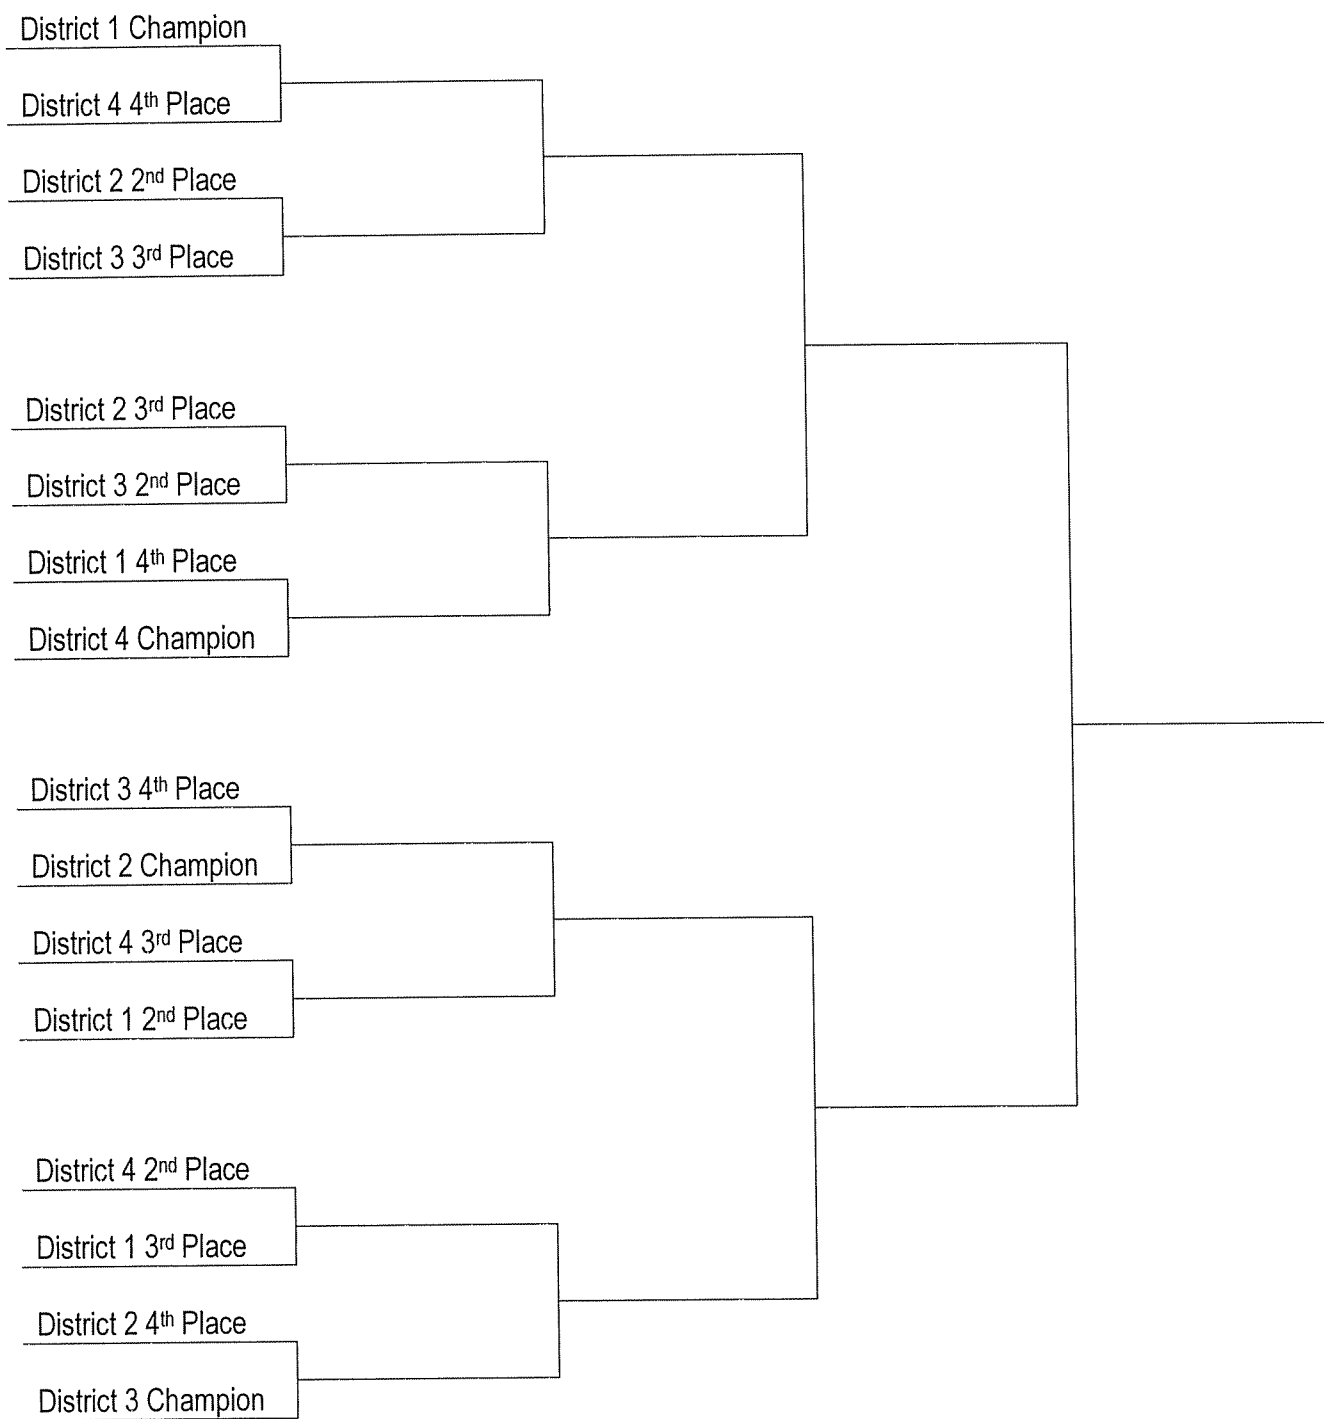 District 1 Champion
District 4 4th Place
District 2 2nd Place
District 3 3rd Place
District 2 3rd Place
District 3 2nd Place
District 1 4th Place
District 4 Champion
District 3 4th Place
District 2 Champion
District 4 3rd Place
District 1 2nd Place
District 4 2nd Place
District 1 3rd Place
District 2 4th Place
District 3 Champion